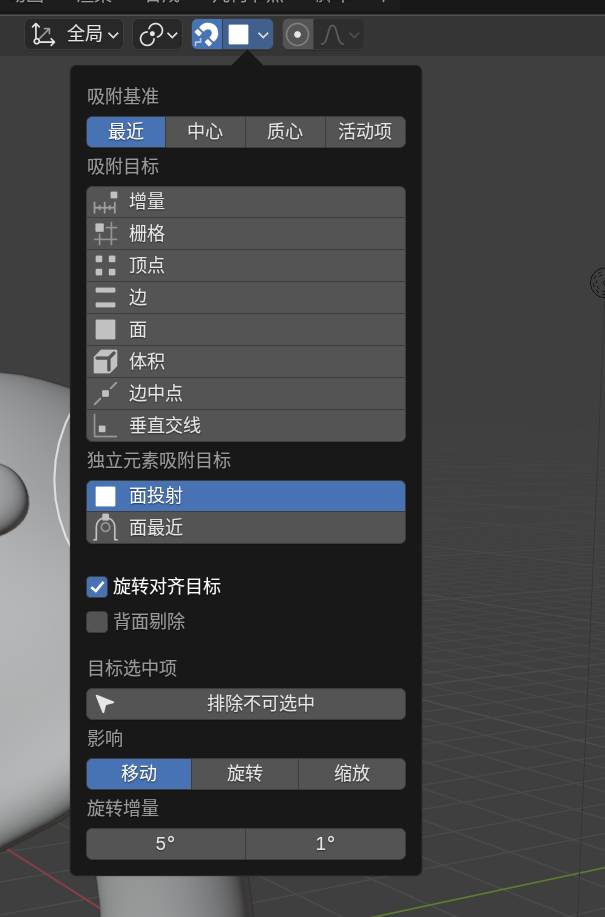 全局
吸附基准
最近 中心 质心 活动项
吸附目标
增量
栅格
顶点
边
面
体积
边中点
垂直交线
独立元素吸附目标
面投射
面最近
旋转对齐目标
背面剔除
目标选中项
排除不可选中
影响
移动 旋转 缩放
旋转增量
5° 1°